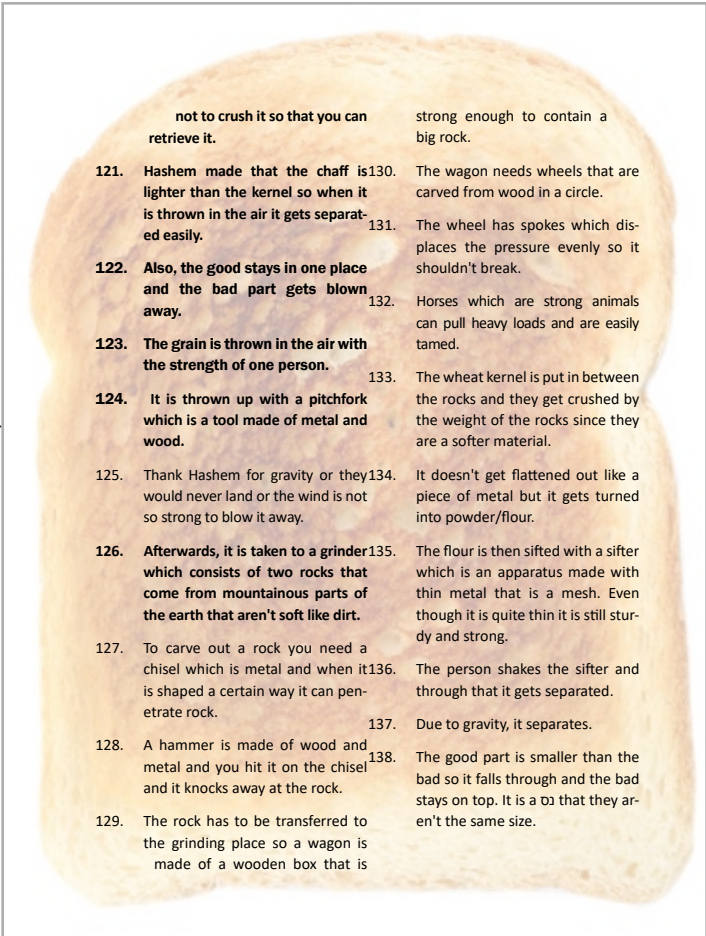 not to crush it so that you can
retrieve it.
121. Hashem made that the chaff is
lighter than the kernel so when it
is thrown in the air it gets separat-
ed easily.
122. Also, the good stays in one place
and the bad part gets blown
away.
123. The grain is thrown in the air with
the strength of one person.
124. It is thrown up with a pitchfork
which is a tool made of metal and
wood.
125. Thank Hashem for gravity or they
would never land or the wind is not
so strong to blow it away.
126. Afterwards, it is taken to a grinder
which consists of two rocks that
come from mountainous parts of
the earth that aren't soft like dirt.
127. To carve out a rock you need a
chisel which is metal and when it
is shaped a certain way it can pen-
etrate rock.
128. A hammer is made of wood and
metal and you hit it on the chisel
and it knocks away at the rock.
129. The rock has to be transferred to
the grinding place so a wagon is
made of a wooden box that is
strong enough to contain a
big rock.
130. The wagon needs wheels that are
carved from wood in a circle.
131. The wheel has spokes which dis-
places the pressure evenly so it
shouldn't break.
132. Horses which are strong animals
can pull heavy loads and are easily
tamed.
133. The wheat kernel is put in between
the rocks and they get crushed by
the weight of the rocks since they
are a softer material.
134. It doesn't get flattened out like a
piece of metal but it gets turned
into powder/flour.
135. The flour is then sifted with a sifter
which is an apparatus made with
thin metal that is a mesh. Even
though it is quite thin it is still stur-
dy and strong.
136. The person shakes the sifter and
through that it gets separated.
137. Due to gravity, it separates.
138. The good part is smaller than the
bad so it falls through and the bad
stays on top. It is a נס that they ar-
en't the same size.